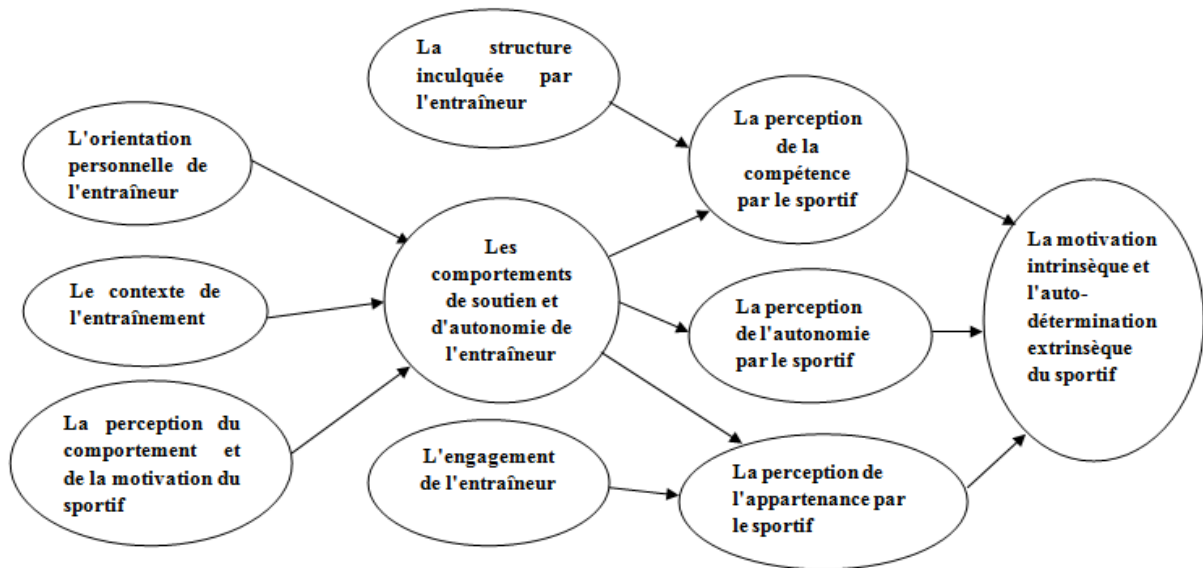 La structure
inculquée par
l'entraîneur
L'orientation
personnelle de
l'entraîneur
La perception
de la
compétence
par le sportif
Les
comportements
de soutien et
d'autonomie de
l'entraîneur
La motivation
intrinsèque et
l'auto-
détermination
extrinsèque
du sportif
Le contexte de
l'entraînement
La perception
de l'autonomie
par le sportif
La perception du
comportement et
de la motivation du
sportif
L'engagement
de l'entraîneur
La perception de
l'appartenance par
le sportif